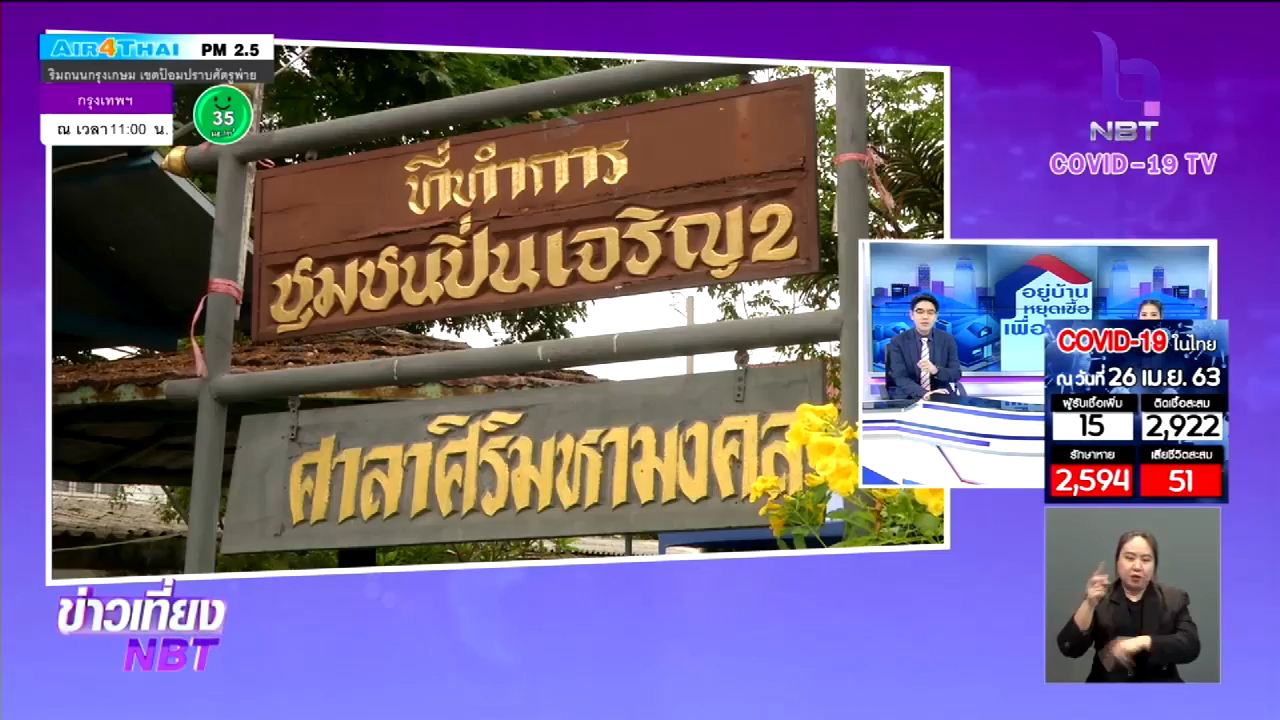 AIR4THAI PM 2.5
ริมถนนกรุงเกษม เขตป้อมปราบศัตรูพ่าย
กรุงเทพฯ
35
ณ เวลา 11:00 น.
NBT
COVID-19 TV
ที่ทำการ
ชุมชนปิ่นเจริญ2
ศาลาศิริมหามงคล
อยู่บ้าน
หยุดเชื้อ
เพื่อ
COVID-19 ในไทย
ณ วันที่ 26 เม.ย. 63
ผู้รับเชื้อเพิ่ม ติดเชื้อสะสม
15 2,922
รักษาหาย เสียชีวิตสะสม
2,594 51
ข่าวเที่ยง
NBT